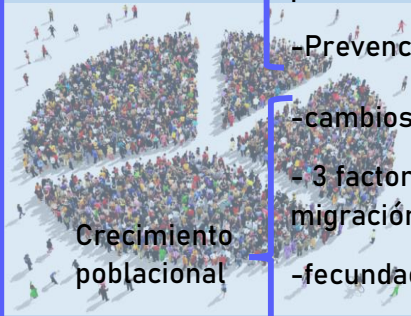 -Prevenc
-cambios
- 3 factor
migración
-fecundac
Crecimiento
poblacional